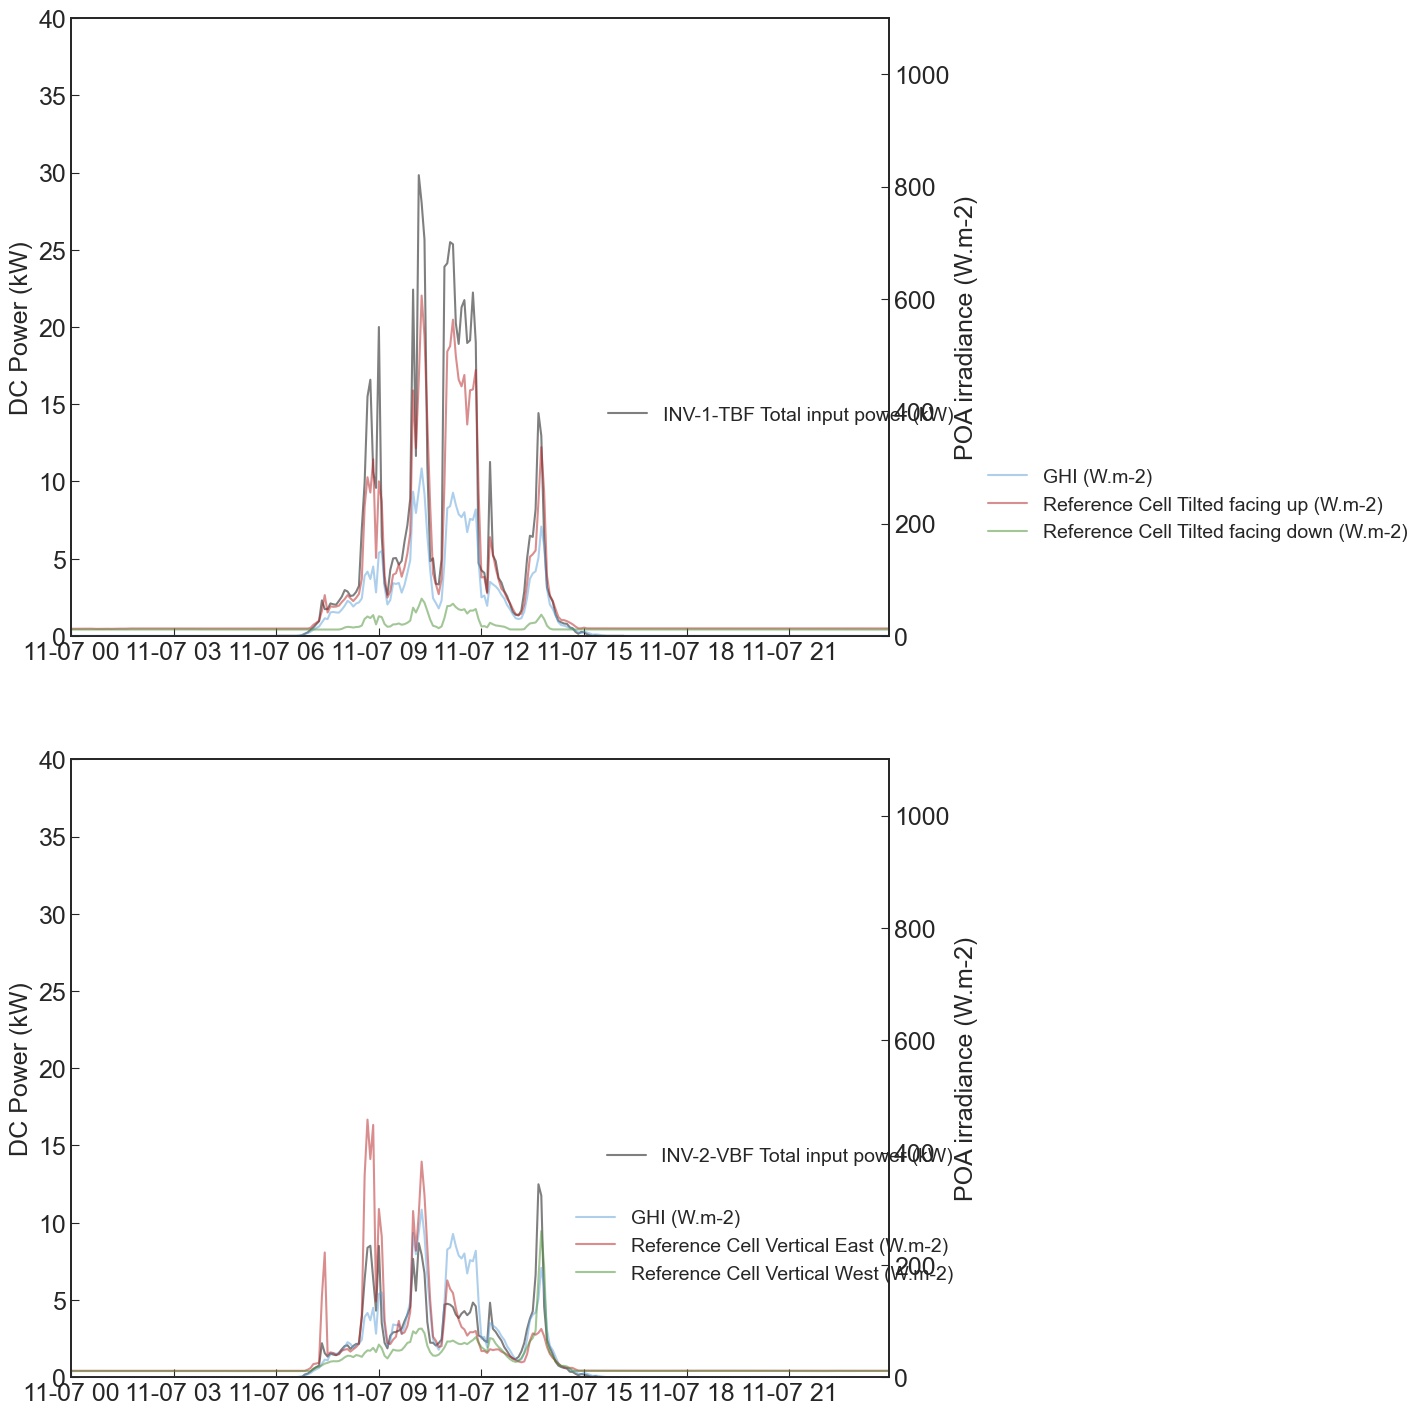 40
35
30
25
20
15
10
5
0
DC Power (kW)
1000
800
600
400
200
0
POA irradiance (W.m-2)
INV-1-TBF Total input power (kW)
GHI (W.m-2)
Reference Cell Tilted facing up (W.m-2)
Reference Cell Tilted facing down (W.m-2)
11-07 00 11-07 03 11-07 06 11-07 09 11-07 12 11-07 15 11-07 18 11-07 21
40
35
30
25
20
15
10
5
0
DC Power (kW)
1000
800
600
400
200
0
POA irradiance (W.m-2)
INV-2-VBF Total input power (kW)
GHI (W.m-2)
Reference Cell Vertical East (W.m-2)
Reference Cell Vertical West (W.m-2)
11-07 00 11-07 03 11-07 06 11-07 09 11-07 12 11-07 15 11-07 18 11-07 21